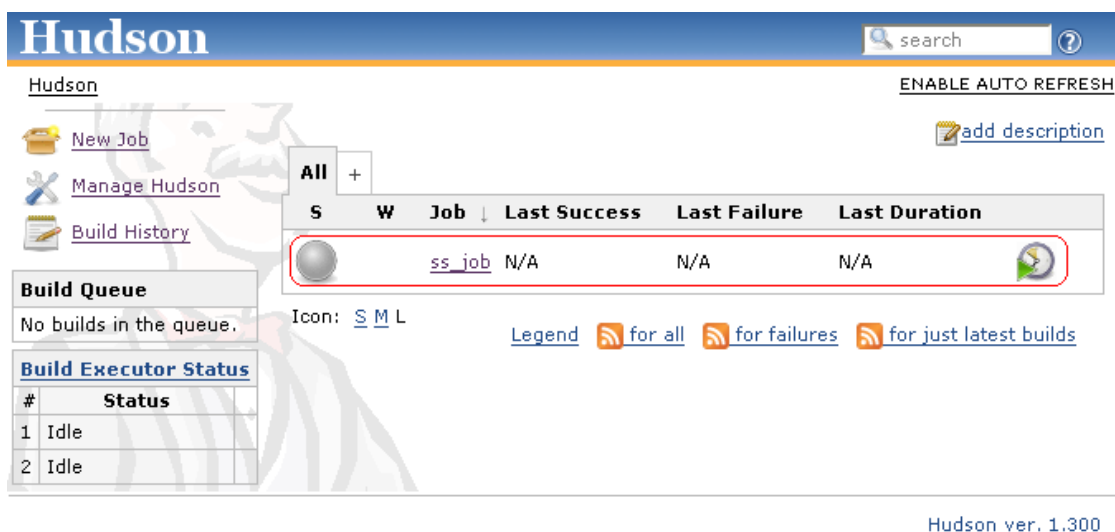 Hudson
search
Hudson
ENABLE AUTO REFRESH
New Job
Manage Hudson
Build History
add description
All +
S W Job ↓ Last Success Last Failure Last Duration
ss_job N/A N/A N/A
Icon: S M L
Legend for all for failures for just latest builds
Build Queue
No builds in the queue.
Build Executor Status
# Status
1 Idle
2 Idle
Hudson ver. 1.300